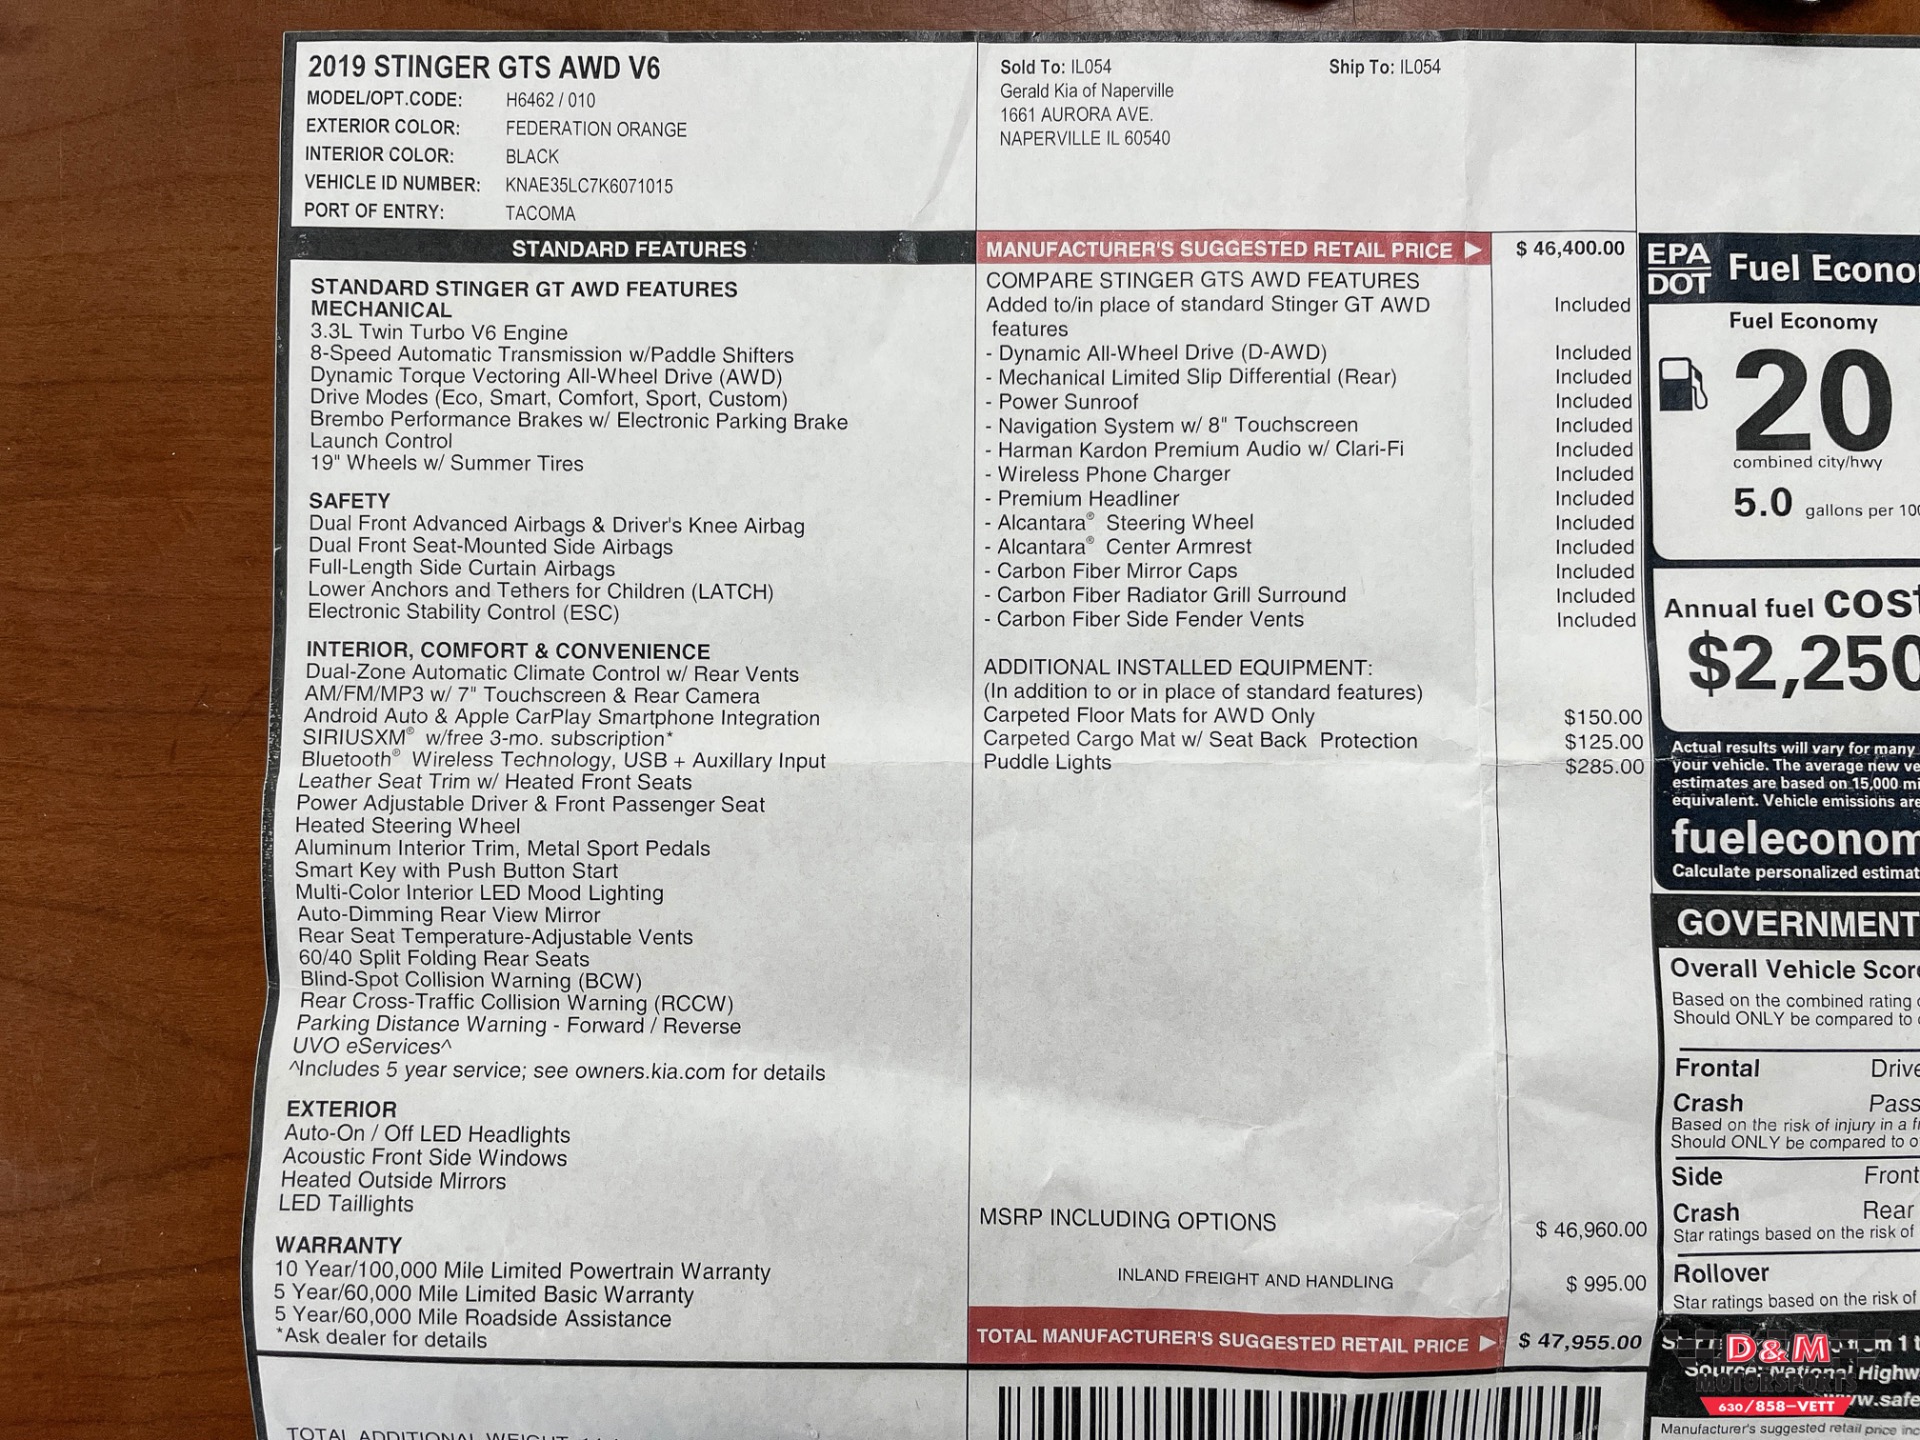 2019 STINGER GTS AWD V6
MODEL/OPT.CODE: H6462 / 010
EXTERIOR COLOR: FEDERATION ORANGE
INTERIOR COLOR: BLACK
VEHICLE ID NUMBER: KNAE35LC7K6071015
PORT OF ENTRY: TACOMA
Sold To: IL054 Ship To: IL054
Gerald Kia of Naperville
1661 AURORA AVE.
NAPERVILLE IL 60540
STANDARD FEATURES
STANDARD STINGER GT AWD FEATURES
MECHANICAL
3.3L Twin Turbo V6 Engine
8-Speed Automatic Transmission w/Paddle Shifters
Dynamic Torque Vectoring All-Wheel Drive (AWD)
Drive Modes (Eco, Smart, Comfort, Sport, Custom)
Brembo Performance Brakes w/ Electronic Parking Brake
Launch Control
19" Wheels w/ Summer Tires
SAFETY
Dual Front Advanced Airbags & Driver's Knee Airbag
Dual Front Seat-Mounted Side Airbags
Full-Length Side Curtain Airbags
Lower Anchors and Tethers for Children (LATCH)
Electronic Stability Control (ESC)
INTERIOR, COMFORT & CONVENIENCE
Dual-Zone Automatic Climate Control w/ Rear Vents
AM/FM/MP3 w/ 7" Touchscreen & Rear Camera
Android Auto & Apple CarPlay Smartphone Integration
SIRIUSXM® w/free 3-mo. subscription*
Bluetooth® Wireless Technology, USB + Auxillary Input
Leather Seat Trim w/ Heated Front Seats
Power Adjustable Driver & Front Passenger Seat
Heated Steering Wheel
Aluminum Interior Trim, Metal Sport Pedals
Smart Key with Push Button Start
Multi-Color Interior LED Mood Lighting
Auto-Dimming Rear View Mirror
Rear Seat Temperature-Adjustable Vents
60/40 Split Folding Rear Seats
Blind-Spot Collision Warning (BCW)
Rear Cross-Traffic Collision Warning (RCCW)
Parking Distance Warning - Forward / Reverse
UVO eServices^
^Includes 5 year service; see owners.kia.com for details
EXTERIOR
Auto-On / Off LED Headlights
Acoustic Front Side Windows
Heated Outside Mirrors
LED Taillights
WARRANTY
10 Year/100,000 Mile Limited Powertrain Warranty
5 Year/60,000 Mile Limited Basic Warranty
5 Year/60,000 Mile Roadside Assistance
*Ask dealer for details
TOTAL ADDITIONAL WEIGHT
MANUFACTURER'S SUGGESTED RETAIL PRICE ▶ $ 46,400.00
COMPARE STINGER GTS AWD FEATURES
Added to/in place of standard Stinger GT AWD Included
features
- Dynamic All-Wheel Drive (D-AWD) Included
- Mechanical Limited Slip Differential (Rear) Included
- Power Sunroof Included
- Navigation System w/ 8" Touchscreen Included
- Harman Kardon Premium Audio w/ Clari-Fi Included
- Wireless Phone Charger Included
- Premium Headliner Included
- Alcantara® Steering Wheel Included
- Alcantara® Center Armrest Included
- Carbon Fiber Mirror Caps Included
- Carbon Fiber Radiator Grill Surround Included
- Carbon Fiber Side Fender Vents Included
ADDITIONAL INSTALLED EQUIPMENT:
(In addition to or in place of standard features)
Carpeted Floor Mats for AWD Only $150.00
Carpeted Cargo Mat w/ Seat Back Protection $125.00
Puddle Lights $285.00
MSRP INCLUDING OPTIONS $ 46,960.00
INLAND FREIGHT AND HANDLING $ 995.00
TOTAL MANUFACTURER'S SUGGESTED RETAIL PRICE ▶ $ 47,955.00
EPA
DOT
Fuel Econo
Fuel Economy
20
combined city/hwy
5.0 gallons per 10
Annual fuel cost
$2,250
Actual results will vary for many
your vehicle. The average new ve
estimates are based on 15,000 mi
equivalent. Vehicle emissions are
fueleconom
Calculate personalized estimat
GOVERNMENT
Overall Vehicle Score
Based on the combined rating o
Should ONLY be compared to
Frontal Drive
Crash Pass
Based on the risk of injury in a fr
Should ONLY be compared to o
Side Front
Crash Rear
Star ratings based on the risk of
Rollover
Star ratings based on the risk of
om 1 t
Source: National Highw
w.safe
Manufacturer's suggested retail price inc
D&M
MOTORSPORTS
630/858-VETT